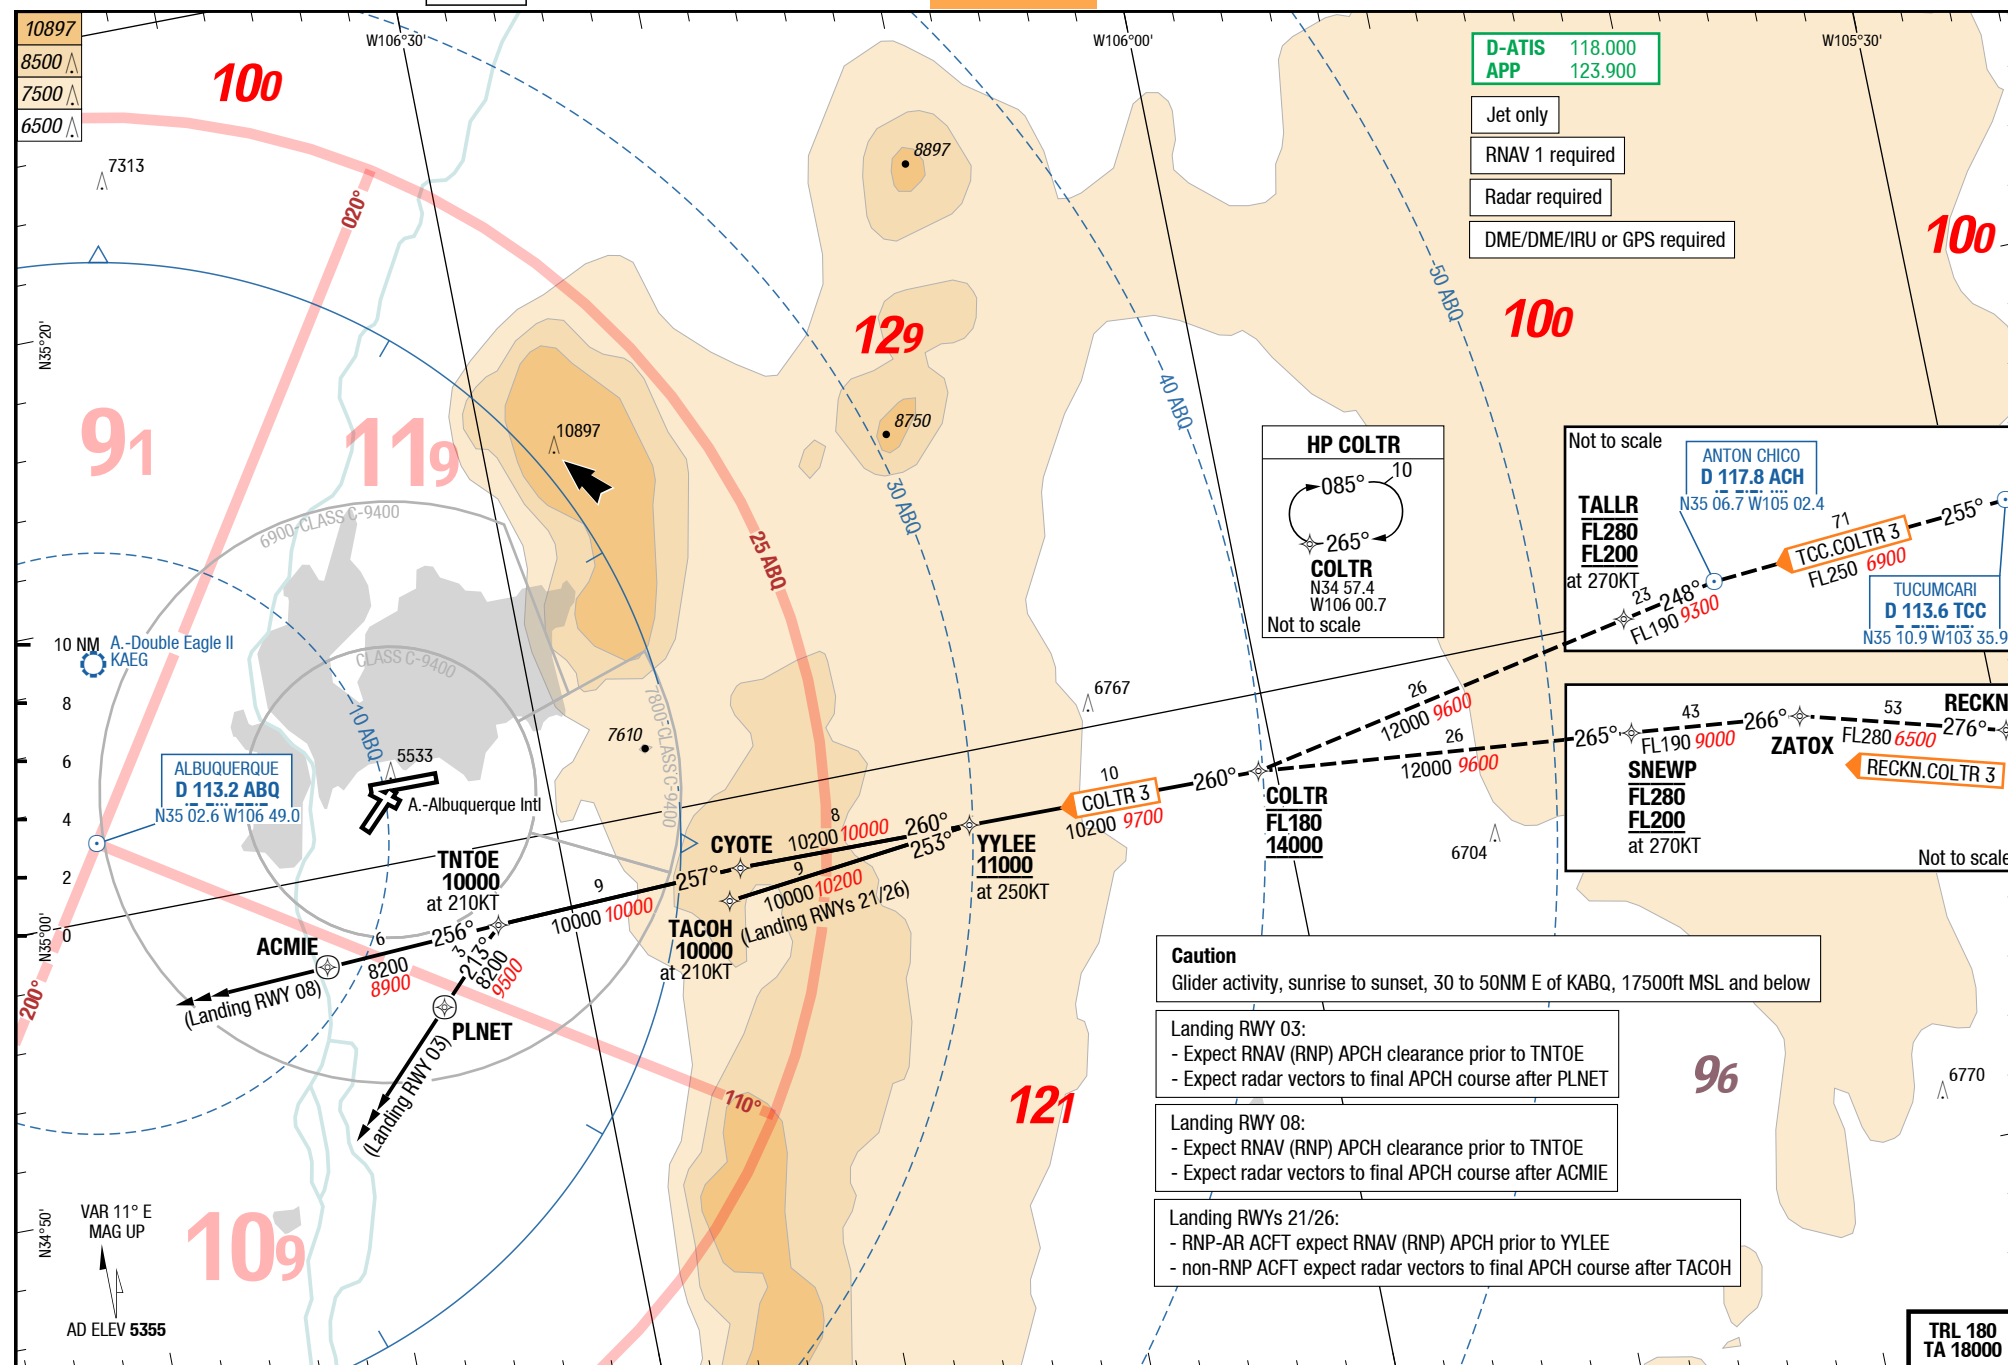 10897
8500
7500
6500
W106°30'
W106°00'
W105°30'
D-ATIS 118.000
APP 123.900
Jet only
RNAV 1 required
Radar required
DME/DME/IRU or GPS required
100
100
100
129
121
96
91
119
109
7313
8897
8750
10897
7610
5533
6767
6704
6770
020°
200°
110°
25 ABQ
10 ABQ
30 ABQ
40 ABQ
50 ABQ
N35°20'
N35°00'
N34°50'
6900-CLASS C-9400
CLASS C-9400
7800-CLASS C-9400
10 NM
8
6
4
2
0
A.-Double Eagle II
KAEG
ALBUQUERQUE
D 113.2 ABQ
N35 02.6 W106 49.0
A.-Albuquerque Intl
HP COLTR
085°
10
265°
COLTR
N34 57.4
W106 00.7
Not to scale
Not to scale
ANTON CHICO
D 117.8 ACH
N35 06.7 W105 02.4
TALLR
FL280
FL200
at 270KT
71
TCC.COLTR 3
255°
FL250 6900
23
248°
FL190 9300
TUCUMCARI
D 113.6 TCC
N35 10.9 W103 35.9
26
12000 9600
26
12000 9600
265°
43
FL190 9000
266°
ZATOX
53
FL280 6500
276°
RECKN
RECKN.COLTR 3
SNEWP
FL280
FL200
at 270KT
Not to scale
COLTR
FL180
14000
260°
10
COLTR 3
10200 9700
YYLEE
11000
at 250KT
260°
8
10200 10000
253°
9
10000 10200
(Landing RWYs 21/26)
CYOTE
TACOH
10000
at 210KT
257°
9
10000 10000
TNTOE
10000
at 210KT
256°
6
8200
8900
ACMIE
(Landing RWY 08)
3
213°
8200
9500
PLNET
(Landing RWY 03)
Caution
Glider activity, sunrise to sunset, 30 to 50NM E of KABQ, 17500ft MSL and below
Landing RWY 03:
- Expect RNAV (RNP) APCH clearance prior to TNTOE
- Expect radar vectors to final APCH course after PLNET
Landing RWY 08:
- Expect RNAV (RNP) APCH clearance prior to TNTOE
- Expect radar vectors to final APCH course after ACMIE
Landing RWYs 21/26:
- RNP-AR ACFT expect RNAV (RNP) APCH prior to YYLEE
- non-RNP ACFT expect radar vectors to final APCH course after TACOH
VAR 11° E
MAG UP
AD ELEV 5355
TRL 180
TA 18000